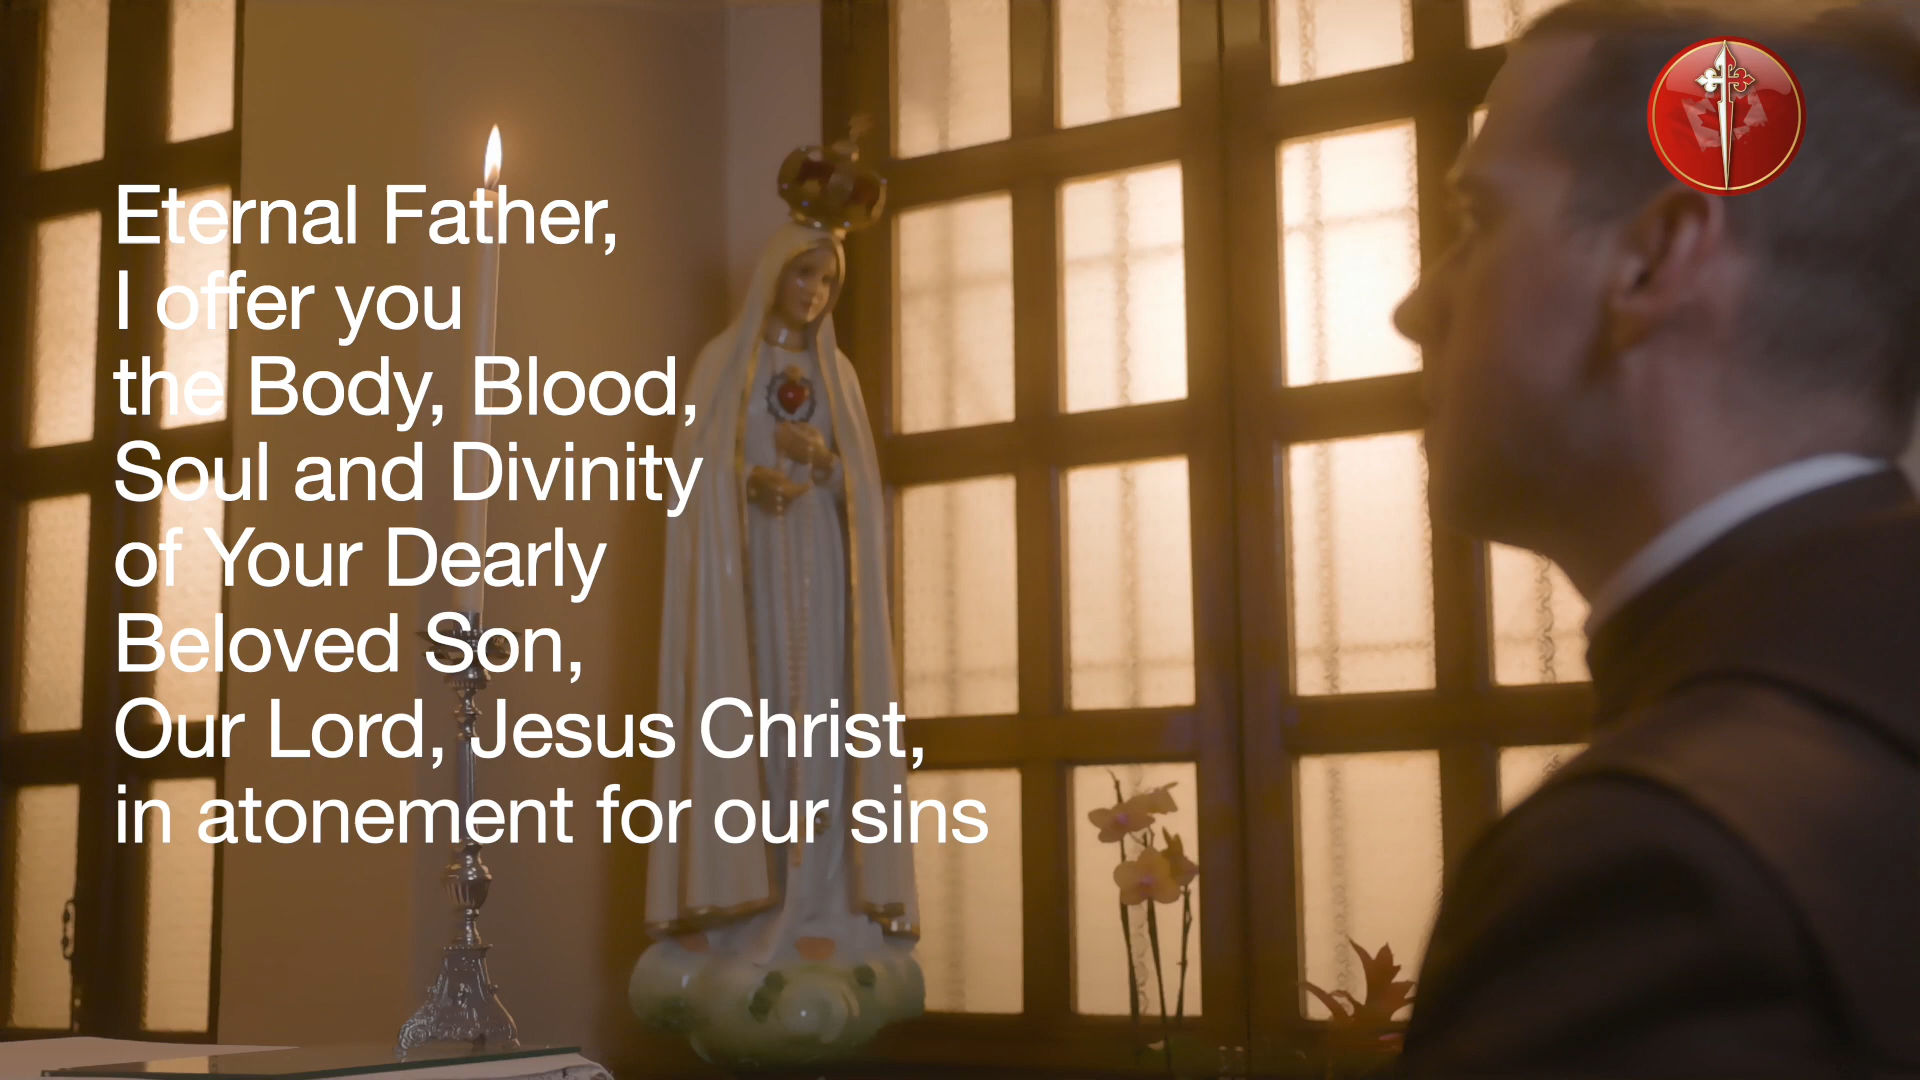 Eternal Father,
I offer you
the Body, Blood,
Soul and Divinity
of Your Dearly
Beloved Son,
Our Lord, Jesus Christ,
in atonement for our sins